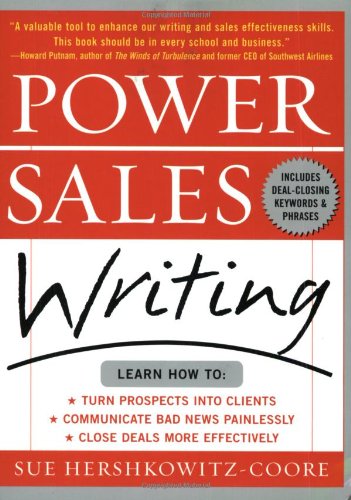 "A valuable tool to enhance our writing and sales effectiveness skills.
This book should be in every school and business."
—Howard Putnam, author of The Winds of Turbulence and former CEO of Southwest Airlines
POWER
SALES
INCLUDES
DEAL-CLOSING
KEYWORDS &
PHRASES
Writing
LEARN HOW TO:
★ TURN PROSPECTS INTO CLIENTS
★ COMMUNICATE BAD NEWS PAINLESSLY
★ CLOSE DEALS MORE EFFECTIVELY
SUE HERSHKOWITZ-COORE